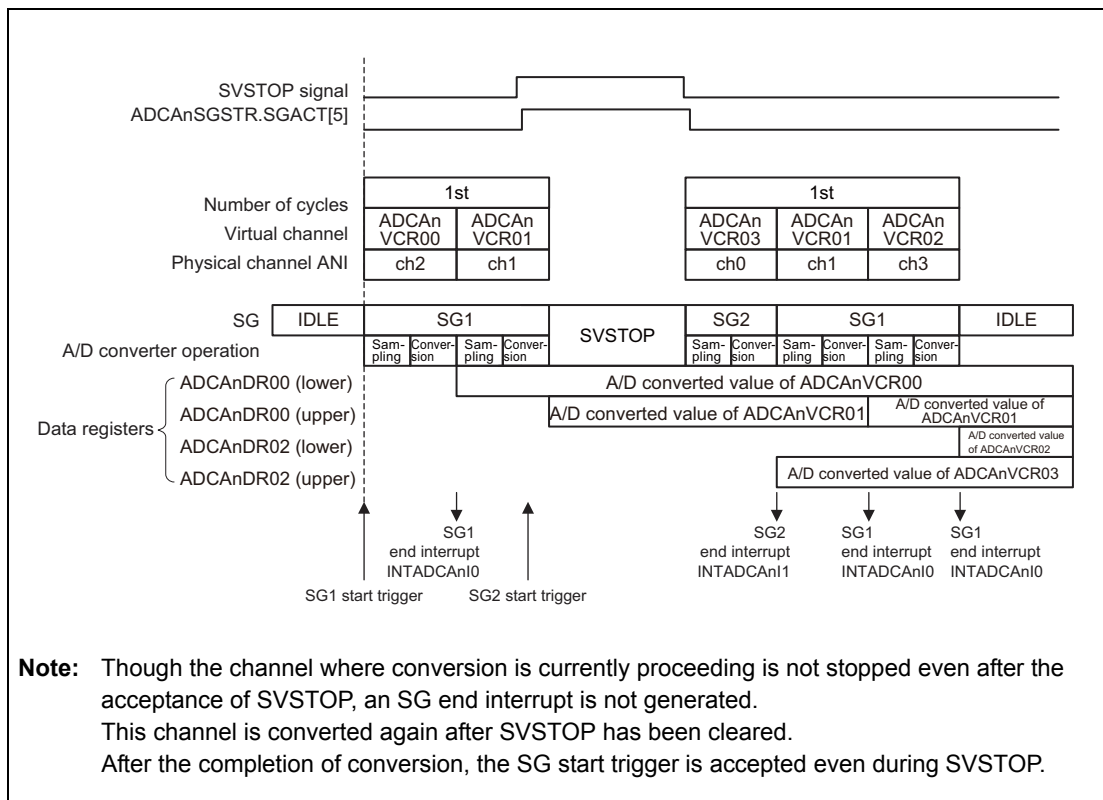 SVSTOP signal
ADCAnSGSTR.SGACT[5]
Number of cycles
1st
1st
Virtual channel
ADCAn VCR00
ADCAn VCR01
ADCAn VCR03
ADCAn VCR01
ADCAn VCR02
Physical channel ANI
ch2
ch1
ch0
ch1
ch3
SG
IDLE
SG1
SVSTOP
SG2
SG1
IDLE
A/D converter operation
Sam-
pling
Conver-
sion
Sam-
pling
Conver-
sion
Sam-
pling
Conver-
sion
Sam-
pling
Conver-
sion
Sam-
pling
Conver-
sion
Data registers
ADCAnDR00 (lower)
A/D converted value of ADCAnVCR00
ADCAnDR00 (upper)
A/D converted value of ADCAnVCR01
A/D converted value of
ADCAnVCR01
ADCAnDR02 (lower)
A/D converted value
of ADCAnVCR02
ADCAnDR02 (upper)
A/D converted value of ADCAnVCR03
SG1
end interrupt
INTADCAnI0
SG2
end interrupt
INTADCAnI1
SG1
end interrupt
INTADCAnI0
SG1
end interrupt
INTADCAnI0
SG1 start trigger
SG2 start trigger
Note: Though the channel where conversion is currently proceeding is not stopped even after the
acceptance of SVSTOP, an SG end interrupt is not generated.
This channel is converted again after SVSTOP has been cleared.
After the completion of conversion, the SG start trigger is accepted even during SVSTOP.